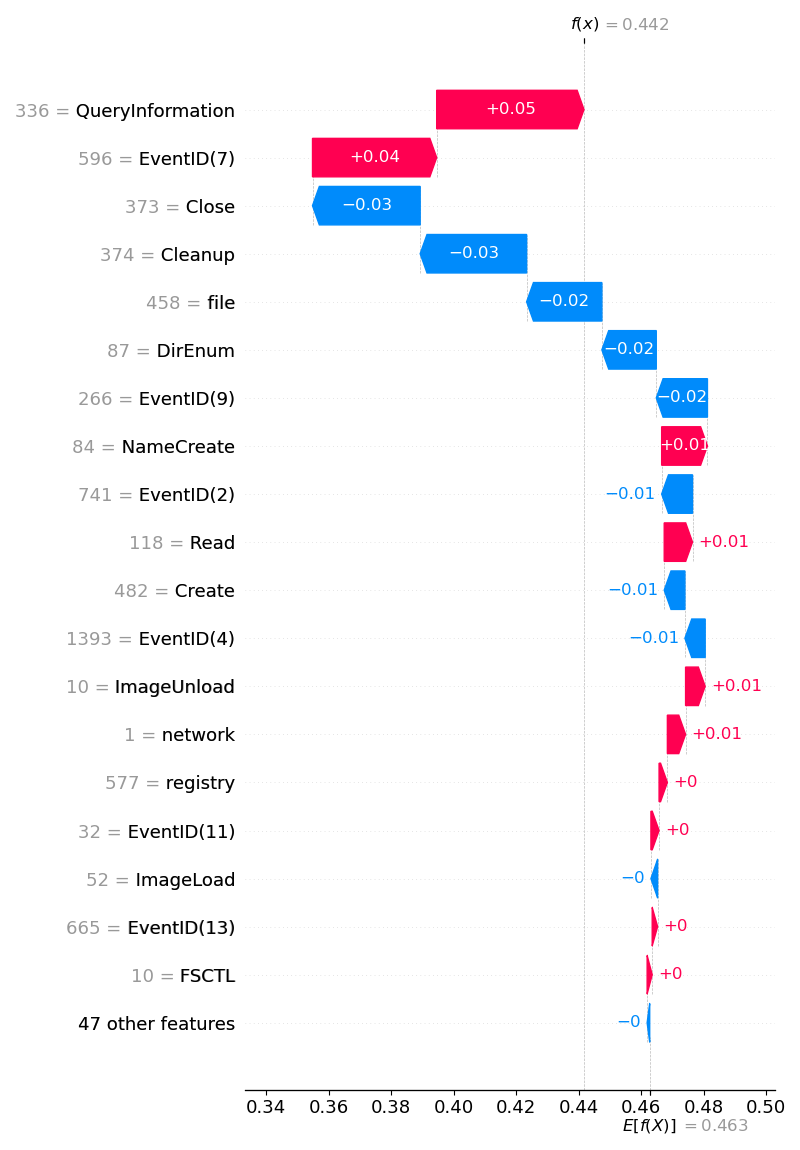 f(x) = 0.442
336 = QueryInformation +0.05
596 = EventID(7) +0.04
373 = Close −0.03
374 = Cleanup −0.03
458 = file −0.02
87 = DirEnum −0.02
266 = EventID(9) −0.02
84 = NameCreate +0.01
741 = EventID(2) −0.01
118 = Read +0.01
482 = Create −0.01
1393 = EventID(4) −0.01
10 = ImageUnload +0.01
1 = network +0.01
577 = registry +0
32 = EventID(11) +0
52 = ImageLoad −0
665 = EventID(13) +0
10 = FSCTL +0
47 other features −0
0.34 0.36 0.38 0.40 0.42 0.44 0.46 0.48 0.50
E[f(X)] = 0.463